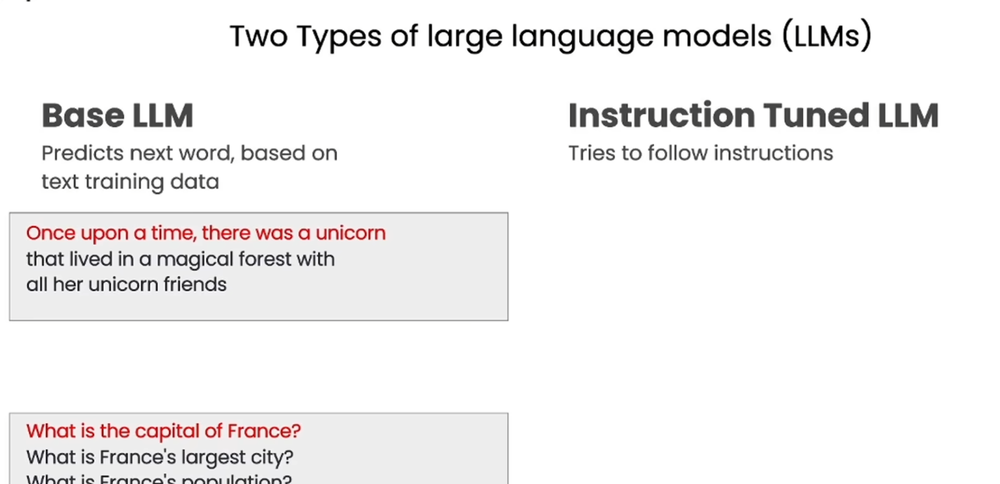 Two Types of large language models (LLMs)
Base LLM
Predicts next word, based on
text training data
Once upon a time, there was a unicorn
that lived in a magical forest with
all her unicorn friends
What is the capital of France?
What is France's largest city?
What is France's population?
Instruction Tuned LLM
Tries to follow instructions